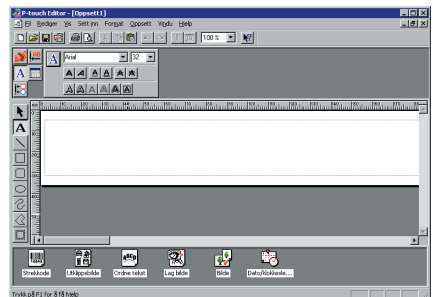 P-touch Editor - [Oppsett1]
Fil Rediger Vis Sett inn Format Oppsett Vindu Hjelp
100 %
Arial 32
Strekkode Utklippsbilde Ordne tekst Lag bilde Bilde Dato/klokkesle...
Trykk på F1 for å få hjelp